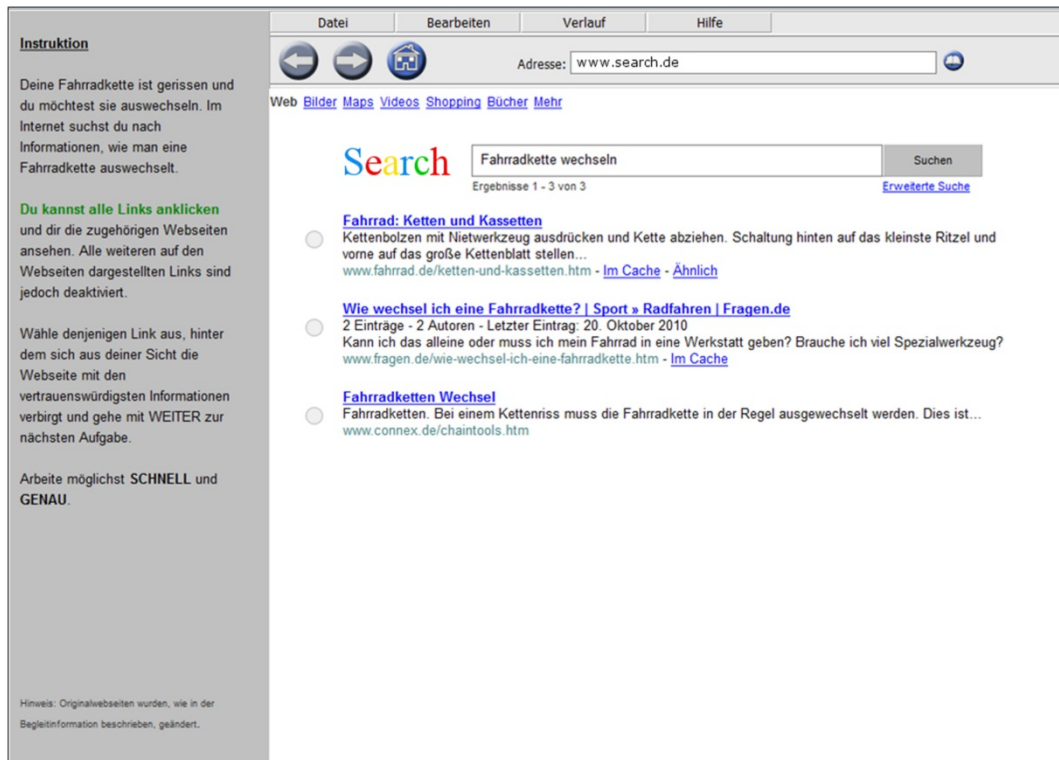 Instruktion
Deine Fahrradkette ist gerissen und
du möchtest sie auswechseln. Im
Internet suchst du nach
Informationen, wie man eine
Fahrradkette auswechselt.
Du kannst alle Links anklicken
und dir die zugehörigen Webseiten
ansehen. Alle weiteren auf den
Webseiten dargestellten Links sind
jedoch deaktiviert.
Wähle denjenigen Link aus, hinter
dem sich aus deiner Sicht die
Webseite mit den
vertrauenswürdigsten Informationen
verbirgt und gehe mit WEITER zur
nächsten Aufgabe.
Arbeite möglichst SCHNELL und
GENAU.
Hinweis: Originalwebseiten wurden, wie in der
Begleitinformation beschrieben, geändert.
Datei Bearbeiten Verlauf Hilfe
Adresse: www.search.de
Web Bilder Maps Videos Shopping Bücher Mehr
Search Fahrradkette wechseln Suchen
Ergebnisse 1 - 3 von 3 Erweiterte Suche
Fahrrad: Ketten und Kassetten
Kettenbolzen mit Nietwerkzeug ausdrücken und Kette abziehen. Schaltung hinten auf das kleinste Ritzel und
vorne auf das große Kettenblatt stellen...
www.fahrrad.de/ketten-und-kassetten.htm - Im Cache - Ähnlich
Wie wechsel ich eine Fahrradkette? | Sport » Radfahren | Fragen.de
2 Einträge - 2 Autoren - Letzter Eintrag: 20. Oktober 2010
Kann ich das alleine oder muss ich mein Fahrrad in eine Werkstatt geben? Brauche ich viel Spezialwerkzeug?
www.fragen.de/wie-wechsel-ich-eine-fahrradkette.htm - Im Cache
Fahrradketten Wechsel
Fahrradketten. Bei einem Kettenriss muss die Fahrradkette in der Regel ausgewechselt werden. Dies ist...
www.connex.de/chaintools.htm